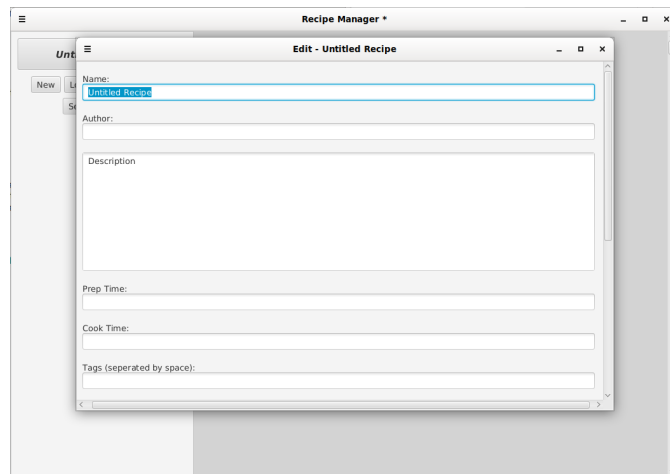 Recipe Manager *
Edit - Untitled Recipe
New
Name:
Untitled Recipe
Author:
Description
Prep Time:
Cook Time:
Tags (seperated by space):